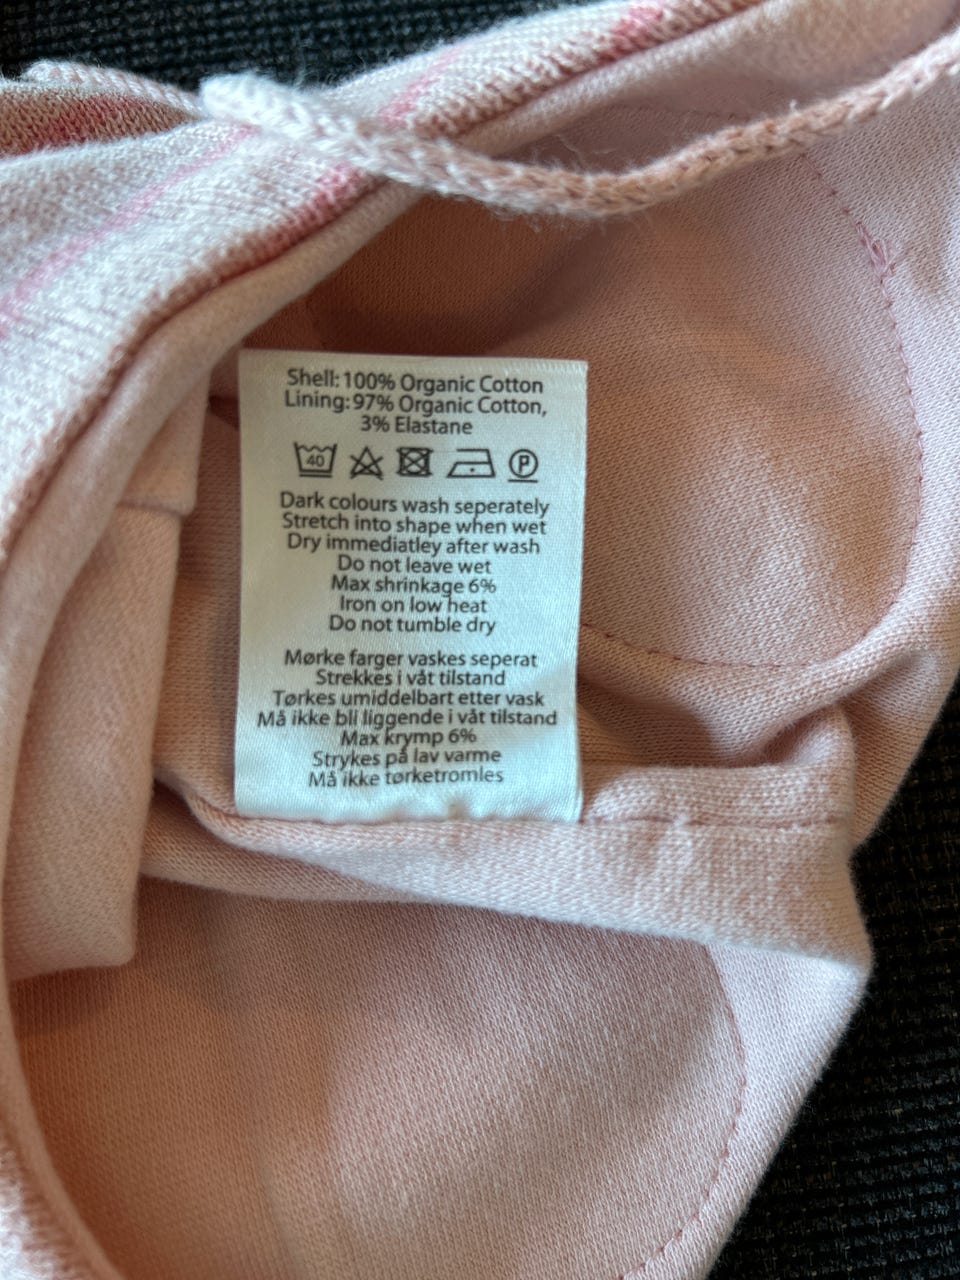 Shell: 100% Organic Cotton
Lining: 97% Organic Cotton,
3% Elastane
40 P
Dark colours wash seperately
Stretch into shape when wet
Dry immediatley after wash
Do not leave wet
Max shrinkage 6%
Iron on low heat
Do not tumble dry
Mørke farger vaskes seperat
Strekkes i våt tilstand
Tørkes umiddelbart etter vask
Må ikke bli liggende i våt tilstand
Max krymp 6%
Strykes på lav varme
Må ikke tørketromles